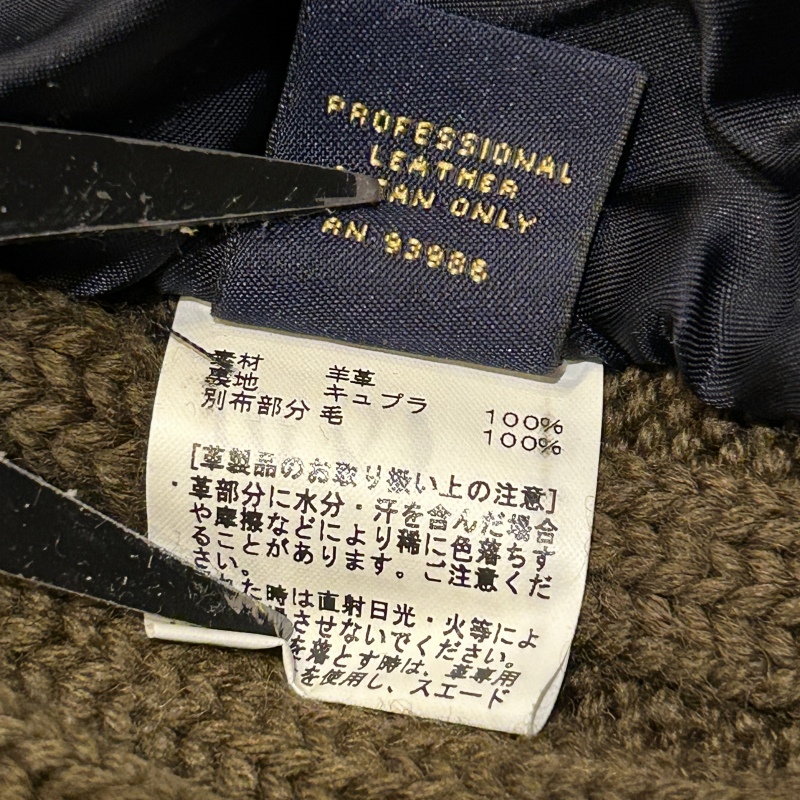 PROFESSIONAL
LEATHER
ONLY
RN 93986
素材 羊革
裏地 キュプラ 100%
別布部分 毛 100%
[革製品のお取り扱い上の注意]
・革部分に水分・汗を含んだ場合
や摩擦などにより稀に色落ちす
ることがあります。ご注意くだ
さい。
た時は直射日光・火等によ
させないでください。
を落とす時は、革専用
を使用し、スエード